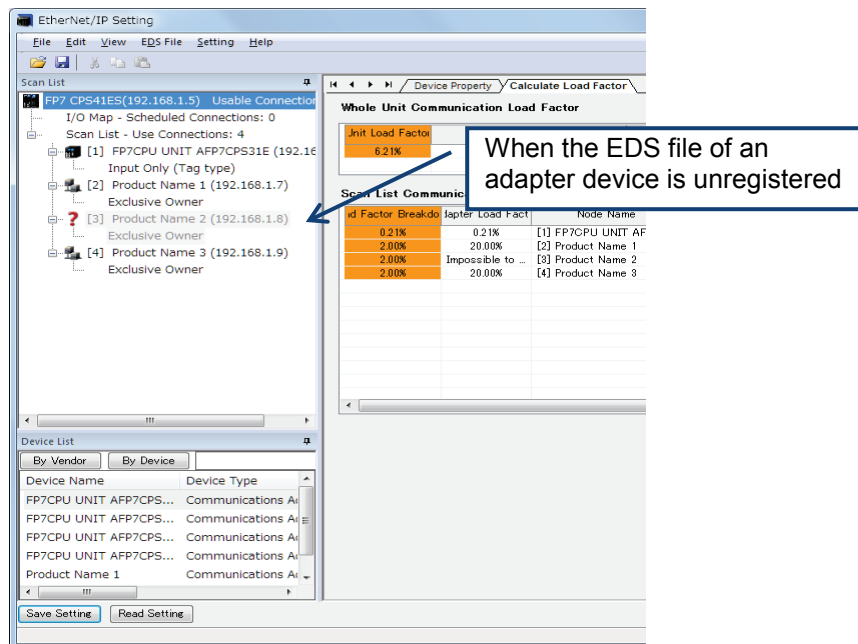 EtherNet/IP Setting
File Edit View EDS File Setting Help
Scan List
FP7 CPS41ES(192.168.1.5) Usable Connection
I/O Map - Scheduled Connections: 0
Scan List - Use Connections: 4
[1] FP7CPU UNIT AFP7CPS31E (192.16
Input Only (Tag type)
[2] Product Name 1 (192.168.1.7)
Exclusive Owner
? [3] Product Name 2 (192.168.1.8)
Exclusive Owner
[4] Product Name 3 (192.168.1.9)
Exclusive Owner
Device Property Calculate Load Factor
Whole Unit Communication Load Factor
Jnit Load Factor
6.21%
When the EDS file of an
adapter device is unregistered
Scan List Communic
id Factor Breakdo dapter Load Fact Node Name
0.21% 0.21% [1] FP7CPU UNIT AF
2.00% 20.00% [2] Product Name 1
2.00% Impossible to ... [3] Product Name 2
2.00% 20.00% [4] Product Name 3
Device List
By Vendor By Device
Device Name Device Type
FP7CPU UNIT AFP7CPS... Communications A
FP7CPU UNIT AFP7CPS... Communications A
FP7CPU UNIT AFP7CPS... Communications A
FP7CPU UNIT AFP7CPS... Communications A
Product Name 1 Communications A
Save Setting Read Setting